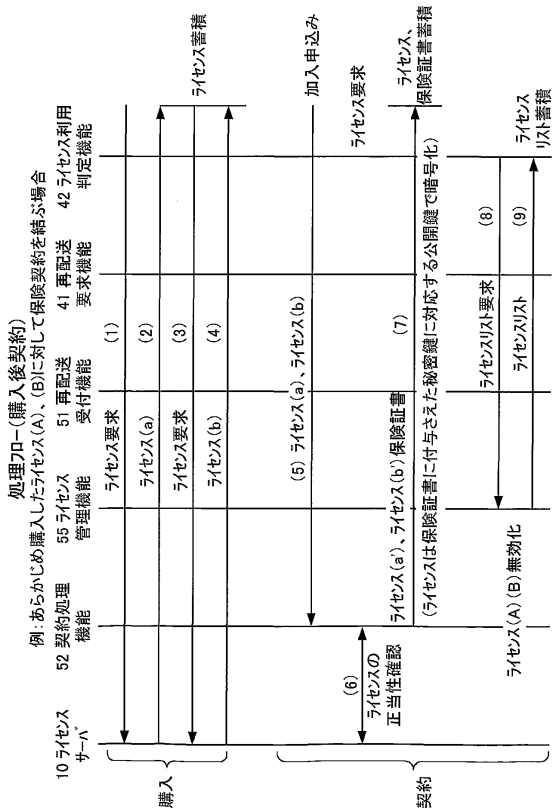 処理フロー(購入後契約)
例：あらかじめ購入したライセンス(A)、(B)に対して保険契約を結ぶ場合
10 ライセンス
サーバ
52 契約処理
機能
55 ライセンス
管理機能
51 再配送
受付機能
41 再配送
要求機能
42 ライセンス利用
判定機能
購入
ライセンス要求
(1)
ライセンス(a)
(2)
ライセンス要求
(3)
ライセンス(b)
(4)
ライセンス蓄積
契約
(5) ライセンス(a)、ライセンス(b)
加入申込み
(6)
ライセンスの
正当性確認
ライセンス要求
ライセンス(a')、ライセンス(b')保険証書
(7)
(ライセンスは保険証書に付与さえた秘密鍵に対応する公開鍵で暗号化)
ライセンス、
保険証書蓄積
ライセンスリスト要求
(8)
ライセンスリスト
(9)
ライセンス(A)(B)無効化
ライセンス
リスト蓄積